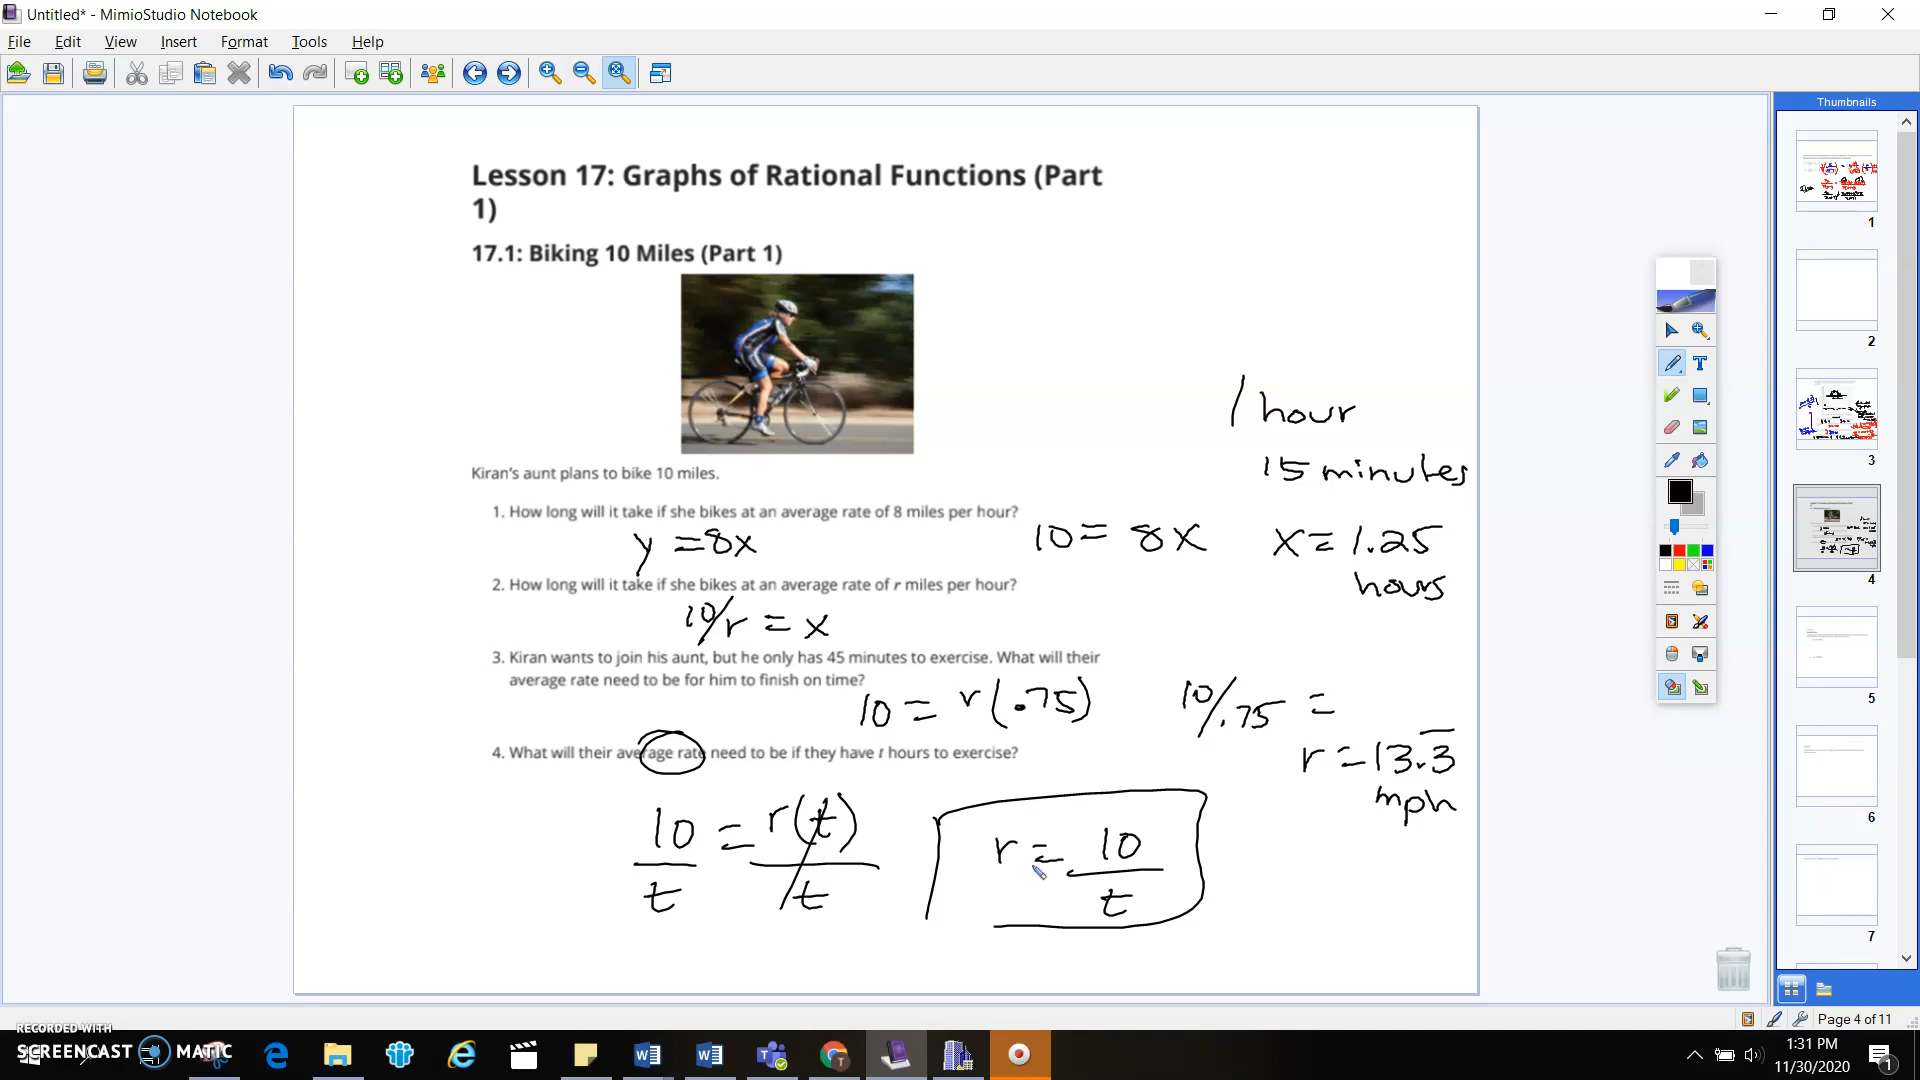 Untitled* - MimioStudio Notebook
File Edit View Insert Format Tools Help
Thumbnails
Lesson 17: Graphs of Rational Functions (Part
1)
17.1: Biking 10 Miles (Part 1)
1 hour
15 minutes
Kiran's aunt plans to bike 10 miles.
1. How long will it take if she bikes at an average rate of 8 miles per hour?
y = 8x
10 = 8x
x = 1.25
hours
2. How long will it take if she bikes at an average rate of r miles per hour?
10/r = x
3. Kiran wants to join his aunt, but he only has 45 minutes to exercise. What will their
average rate need to be for him to finish on time?
10 = r(.75)
10/.75 =
r = 13.3̅
mph
4. What will their average rate need to be if they have t hours to exercise?
10/t = r(t)/t
r = 10/t
1
2
3
4
5
6
7
Page 4 of 11
RECORDED WITH
SCREENCAST MATIC
1:31 PM
11/30/2020
1